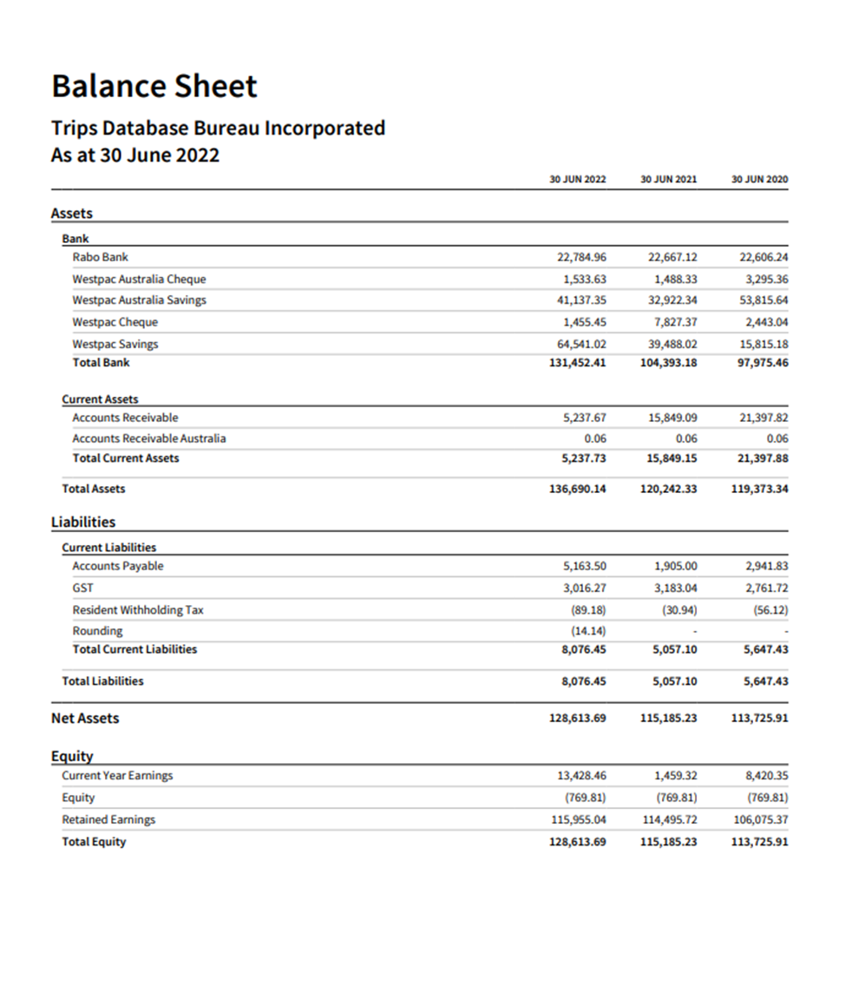 Balance Sheet
Trips Database Bureau Incorporated
As at 30 June 2022
30 JUN 2022 30 JUN 2021 30 JUN 2020
Assets
Bank
Rabo Bank 22,784.96 22,667.12 22,606.24
Westpac Australia Cheque 1,533.63 1,488.33 3,295.36
Westpac Australia Savings 41,137.35 32,922.34 53,815.64
Westpac Cheque 1,455.45 7,827.37 2,443.04
Westpac Savings 64,541.02 39,488.02 15,815.18
Total Bank 131,452.41 104,393.18 97,975.46
Current Assets
Accounts Receivable 5,237.67 15,849.09 21,397.82
Accounts Receivable Australia 0.06 0.06 0.06
Total Current Assets 5,237.73 15,849.15 21,397.88
Total Assets 136,690.14 120,242.33 119,373.34
Liabilities
Current Liabilities
Accounts Payable 5,163.50 1,905.00 2,941.83
GST 3,016.27 3,183.04 2,761.72
Resident Withholding Tax (89.18) (30.94) (56.12)
Rounding (14.14) - -
Total Current Liabilities 8,076.45 5,057.10 5,647.43
Total Liabilities 8,076.45 5,057.10 5,647.43
Net Assets 128,613.69 115,185.23 113,725.91
Equity
Current Year Earnings 13,428.46 1,459.32 8,420.35
Equity (769.81) (769.81) (769.81)
Retained Earnings 115,955.04 114,495.72 106,075.37
Total Equity 128,613.69 115,185.23 113,725.91